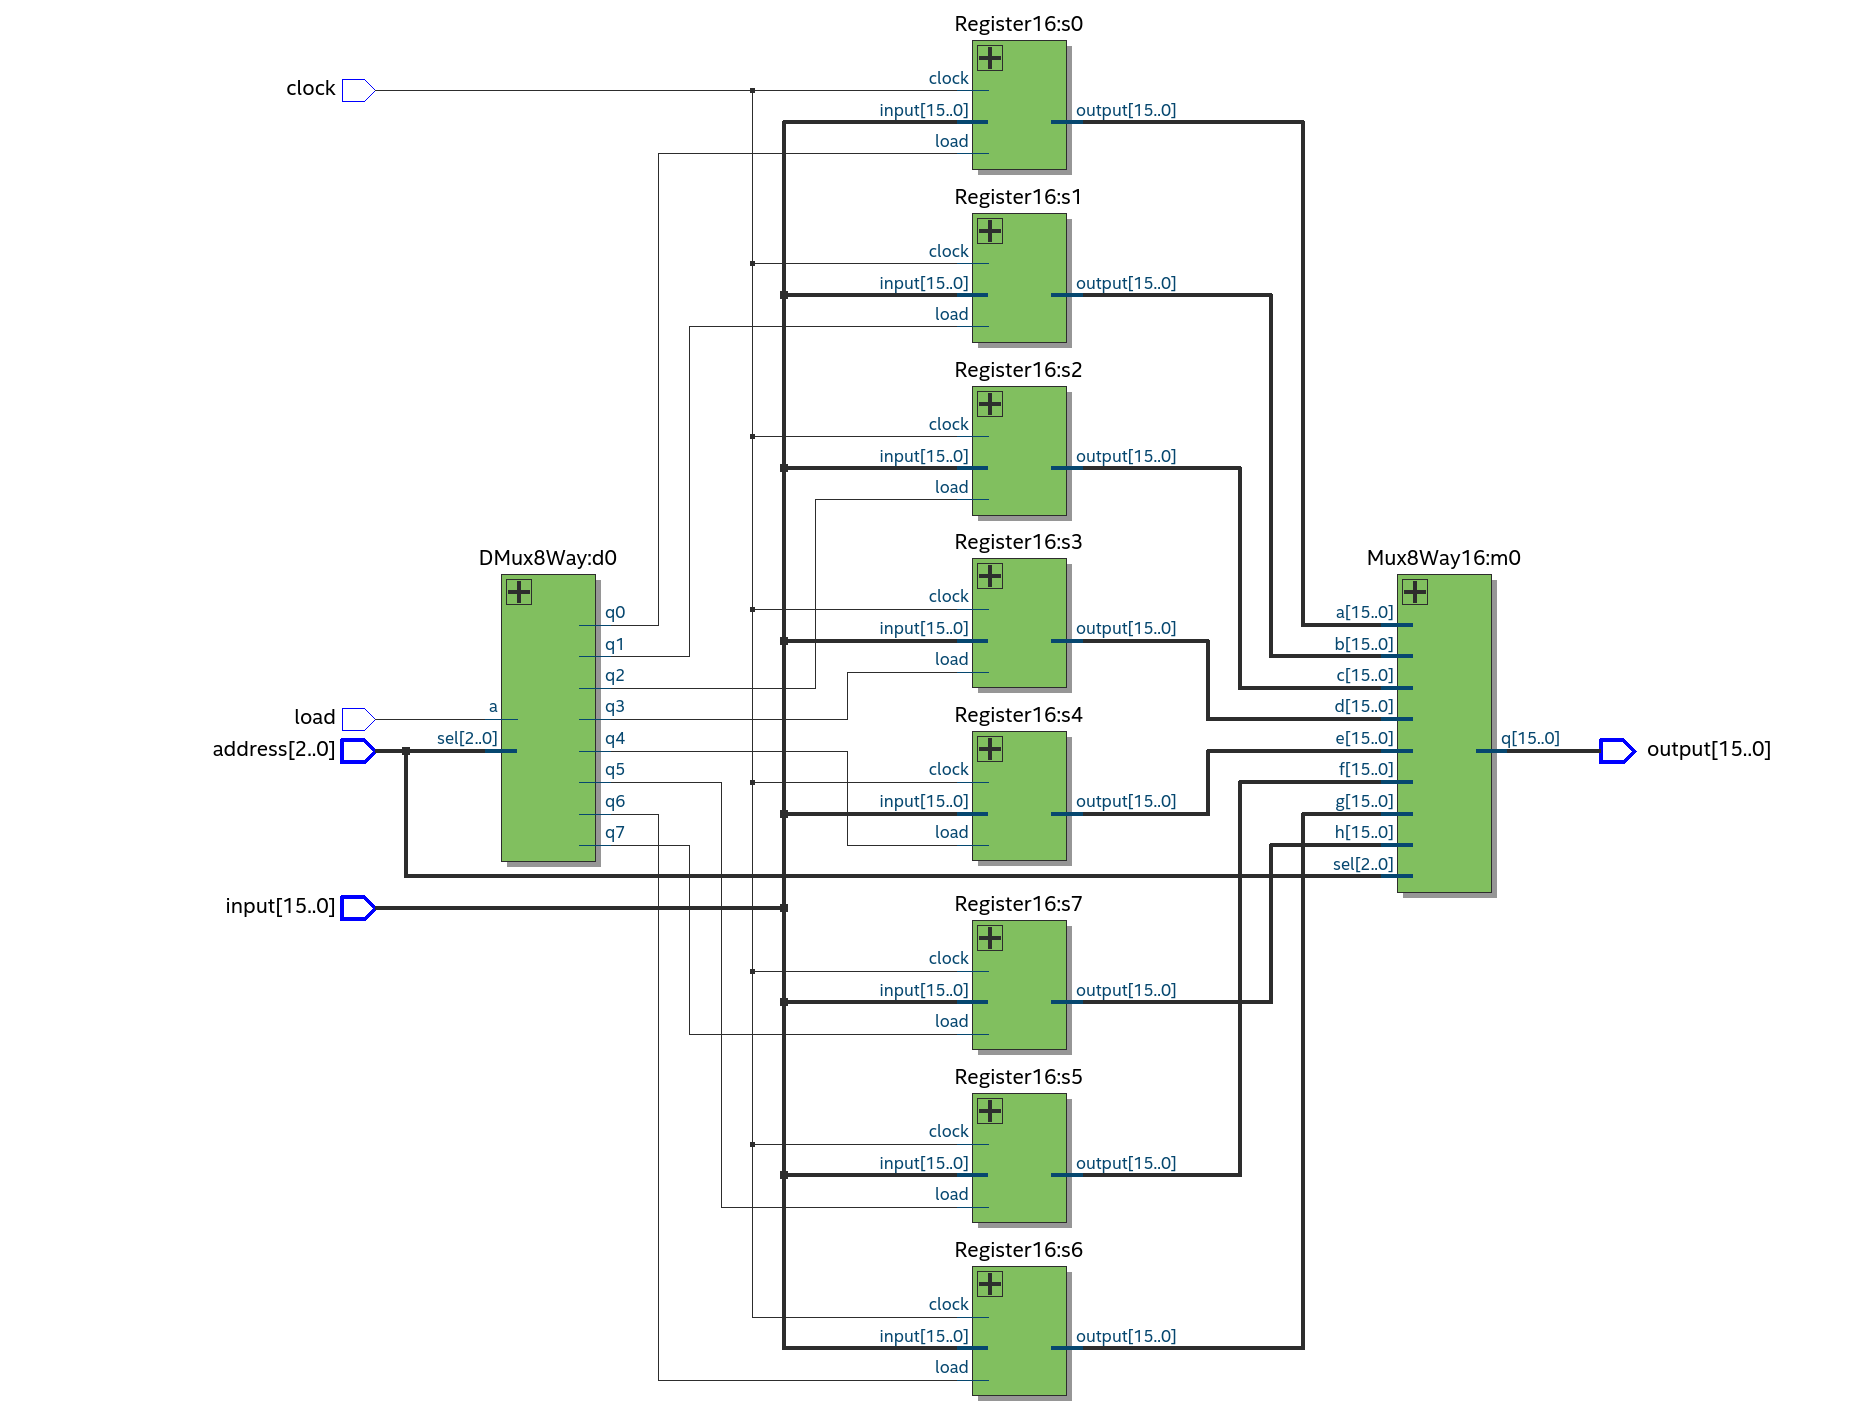 clock
load
address[2..0]
input[15..0]
DMux8Way:d0
a
sel[2..0]
q0
q1
q2
q3
q4
q5
q6
q7
Register16:s0
clock
input[15..0]
load
output[15..0]
Register16:s1
clock
input[15..0]
load
output[15..0]
Register16:s2
clock
input[15..0]
load
output[15..0]
Register16:s3
clock
input[15..0]
load
output[15..0]
Register16:s4
clock
input[15..0]
load
output[15..0]
Register16:s7
clock
input[15..0]
load
output[15..0]
Register16:s5
clock
input[15..0]
load
output[15..0]
Register16:s6
clock
input[15..0]
load
output[15..0]
Mux8Way16:m0
a[15..0]
b[15..0]
c[15..0]
d[15..0]
e[15..0]
f[15..0]
g[15..0]
h[15..0]
sel[2..0]
q[15..0]
output[15..0]